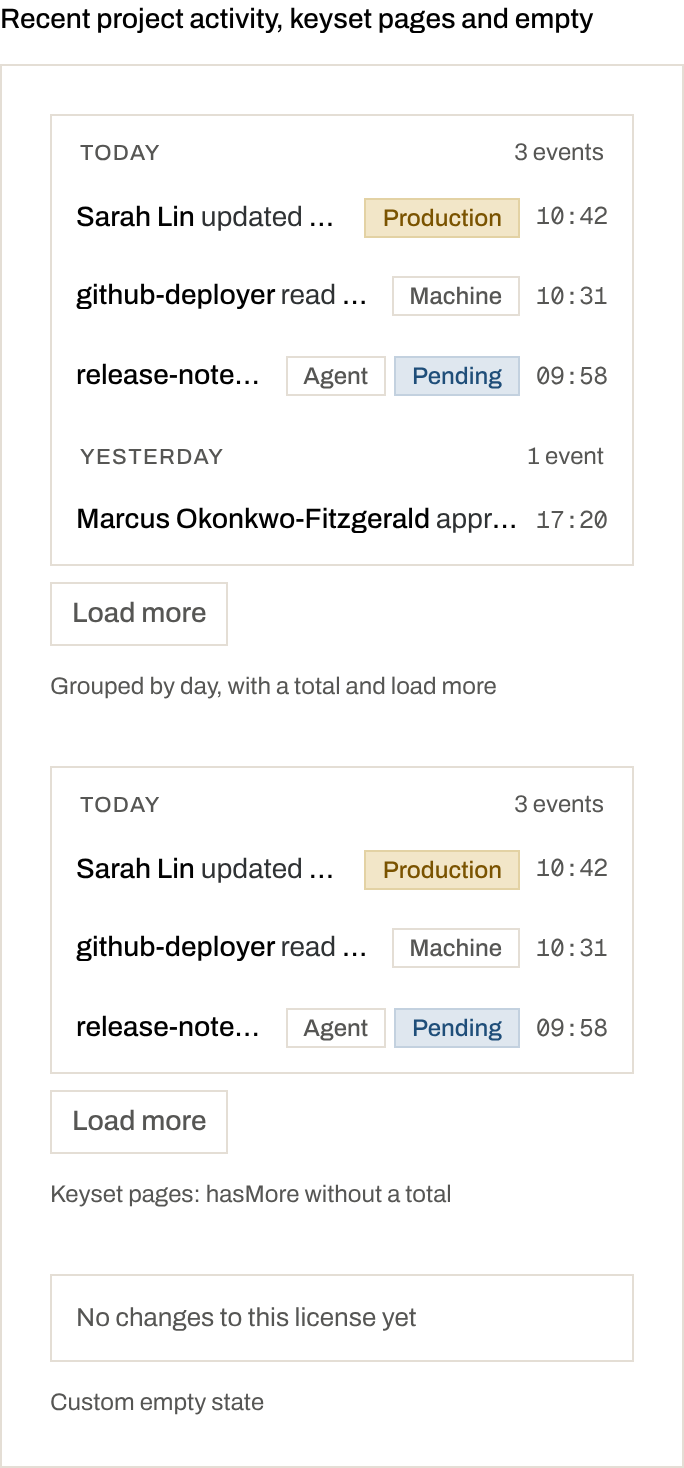 Recent project activity, keyset pages and empty
TODAY 3 events
Sarah Lin updated ... Production 10:42
github-deployer read ... Machine 10:31
release-note... Agent Pending 09:58
YESTERDAY 1 event
Marcus Okonkwo-Fitzgerald appr... 17:20
Load more
Grouped by day, with a total and load more
TODAY 3 events
Sarah Lin updated ... Production 10:42
github-deployer read ... Machine 10:31
release-note... Agent Pending 09:58
Load more
Keyset pages: hasMore without a total
No changes to this license yet
Custom empty state